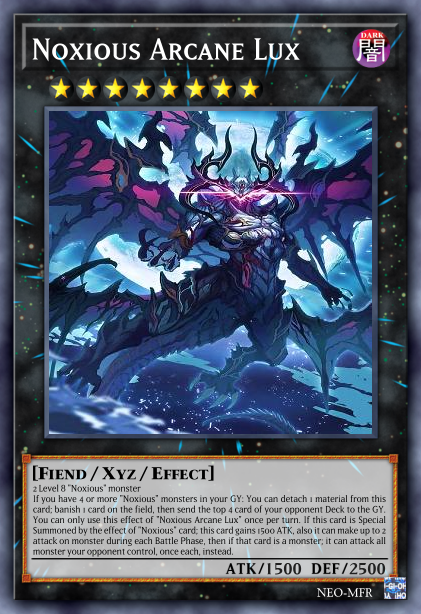 Noxious Arcane Lux
DARK
闇
[Fiend / Xyz / Effect]
2 Level 8 "Noxious" monster
If you have 4 or more "Noxious" monsters in your GY: You can detach 1 material from this
card; banish 1 card on the field, then send the top 4 card of your opponent Deck to the GY.
You can only use this effect of "Noxious Arcane Lux" once per turn. If this card is Special
Summoned by the effect of "Noxious" card; this card gains 1500 ATK, also it can make up to 2
attack on monster during each Battle Phase, then if that card is a monster; it can attack all
monster your opponent control, once each, instead.
ATK/1500 DEF/2500
NEO-MFR